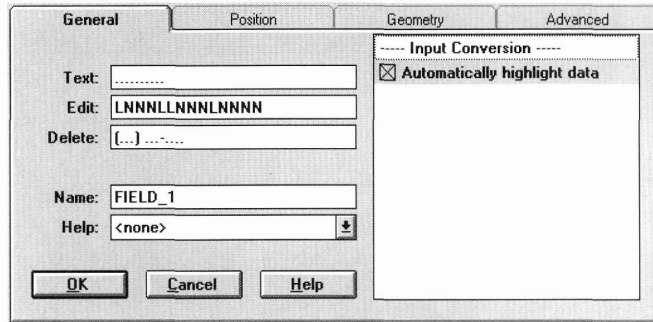 General Position Geometry Advanced
----- Input Conversion -----
Automatically highlight data
Text: ..........
Edit: LNNNLLNNNLNNNN
Delete: (...) ...-....
Name: FIELD_1
Help: <none>
OK Cancel Help